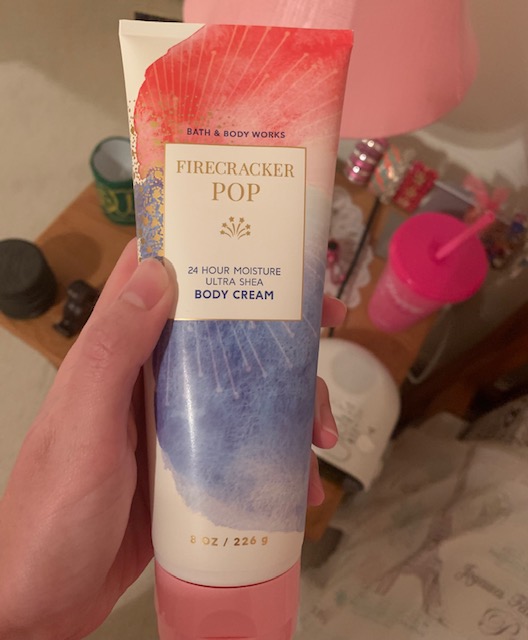 BATH & BODY WORKS
FIRECRACKER
POP
24 HOUR MOISTURE
ULTRA SHEA
BODY CREAM
8 OZ / 226 g